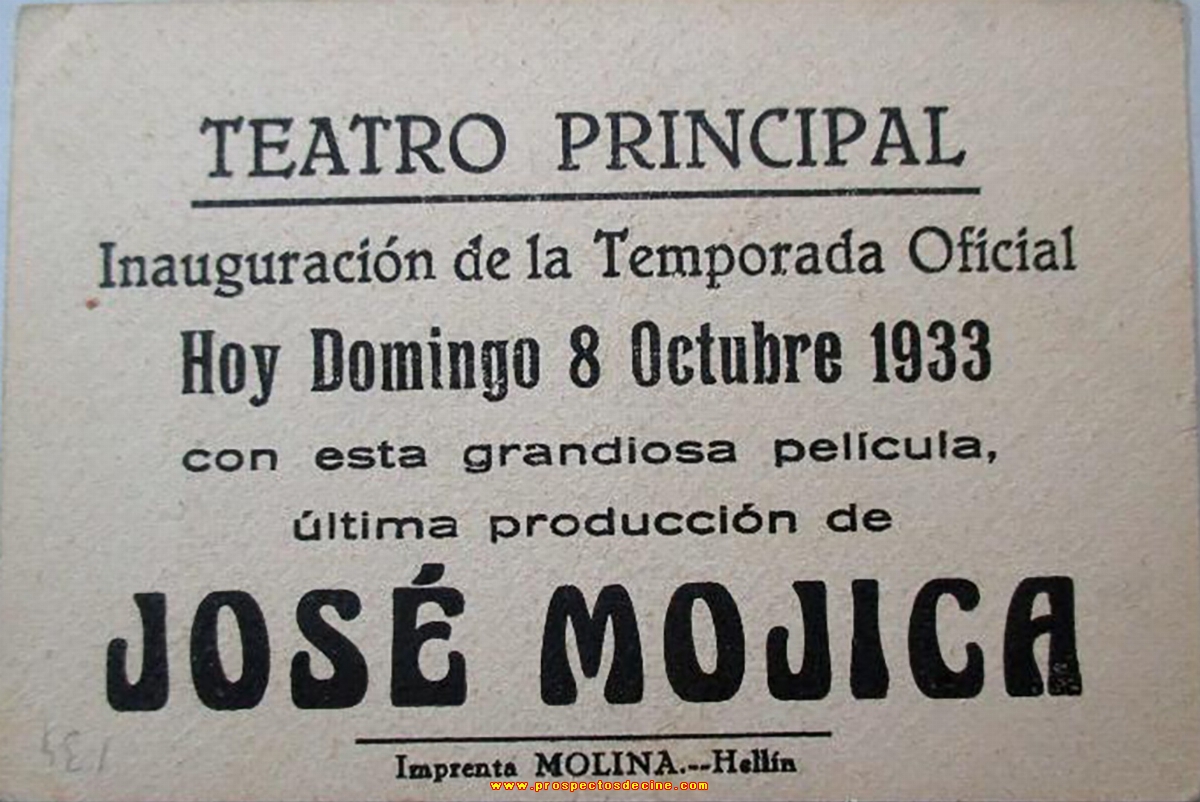 TEATRO PRINCIPAL
Inauguración de la Temporada Oficial
Hoy Domingo 8 Octubre 1933
con esta grandiosa película,
última producción de
JOSÉ MOJICA
Imprenta MOLINA.--Hellín
www.prospectosdecine.com